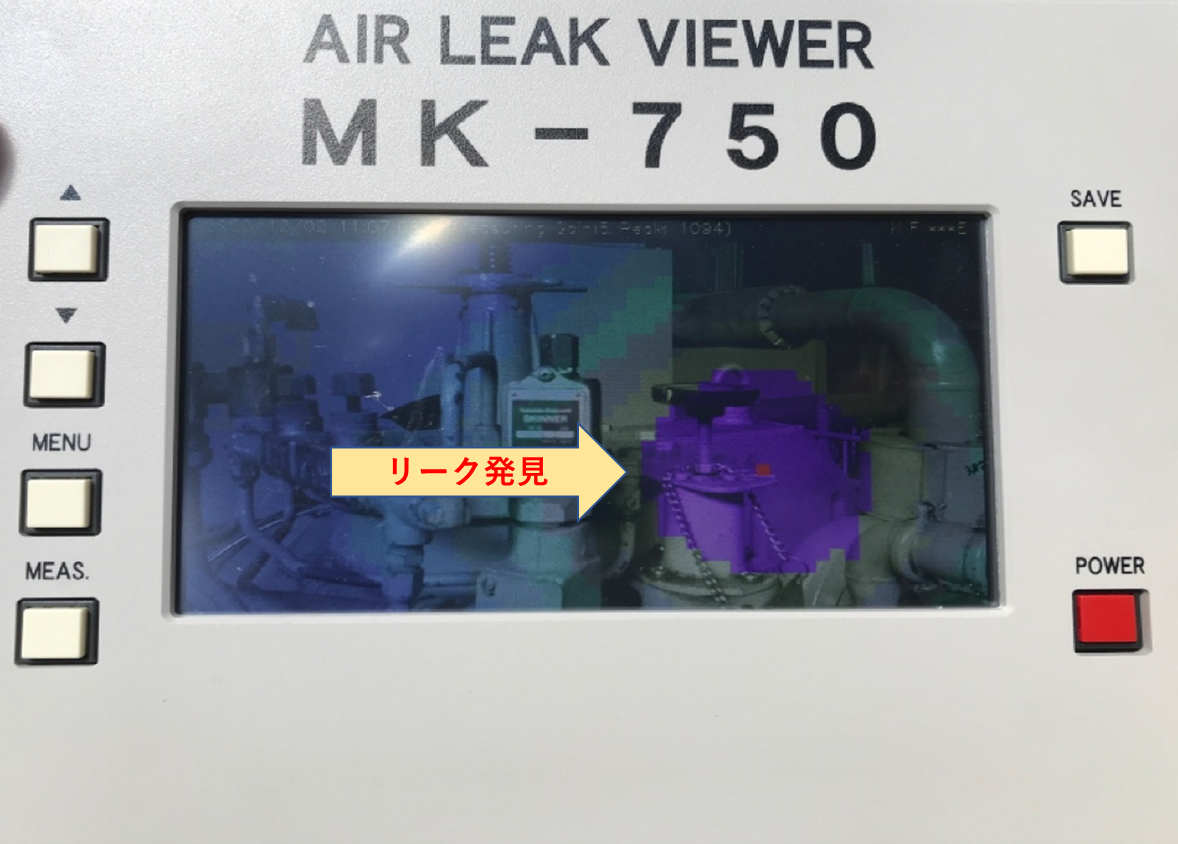 AIR LEAK VIEWER
MK-750
▲
SAVE
▼
MENU
リーク発見
MEAS.
POWER